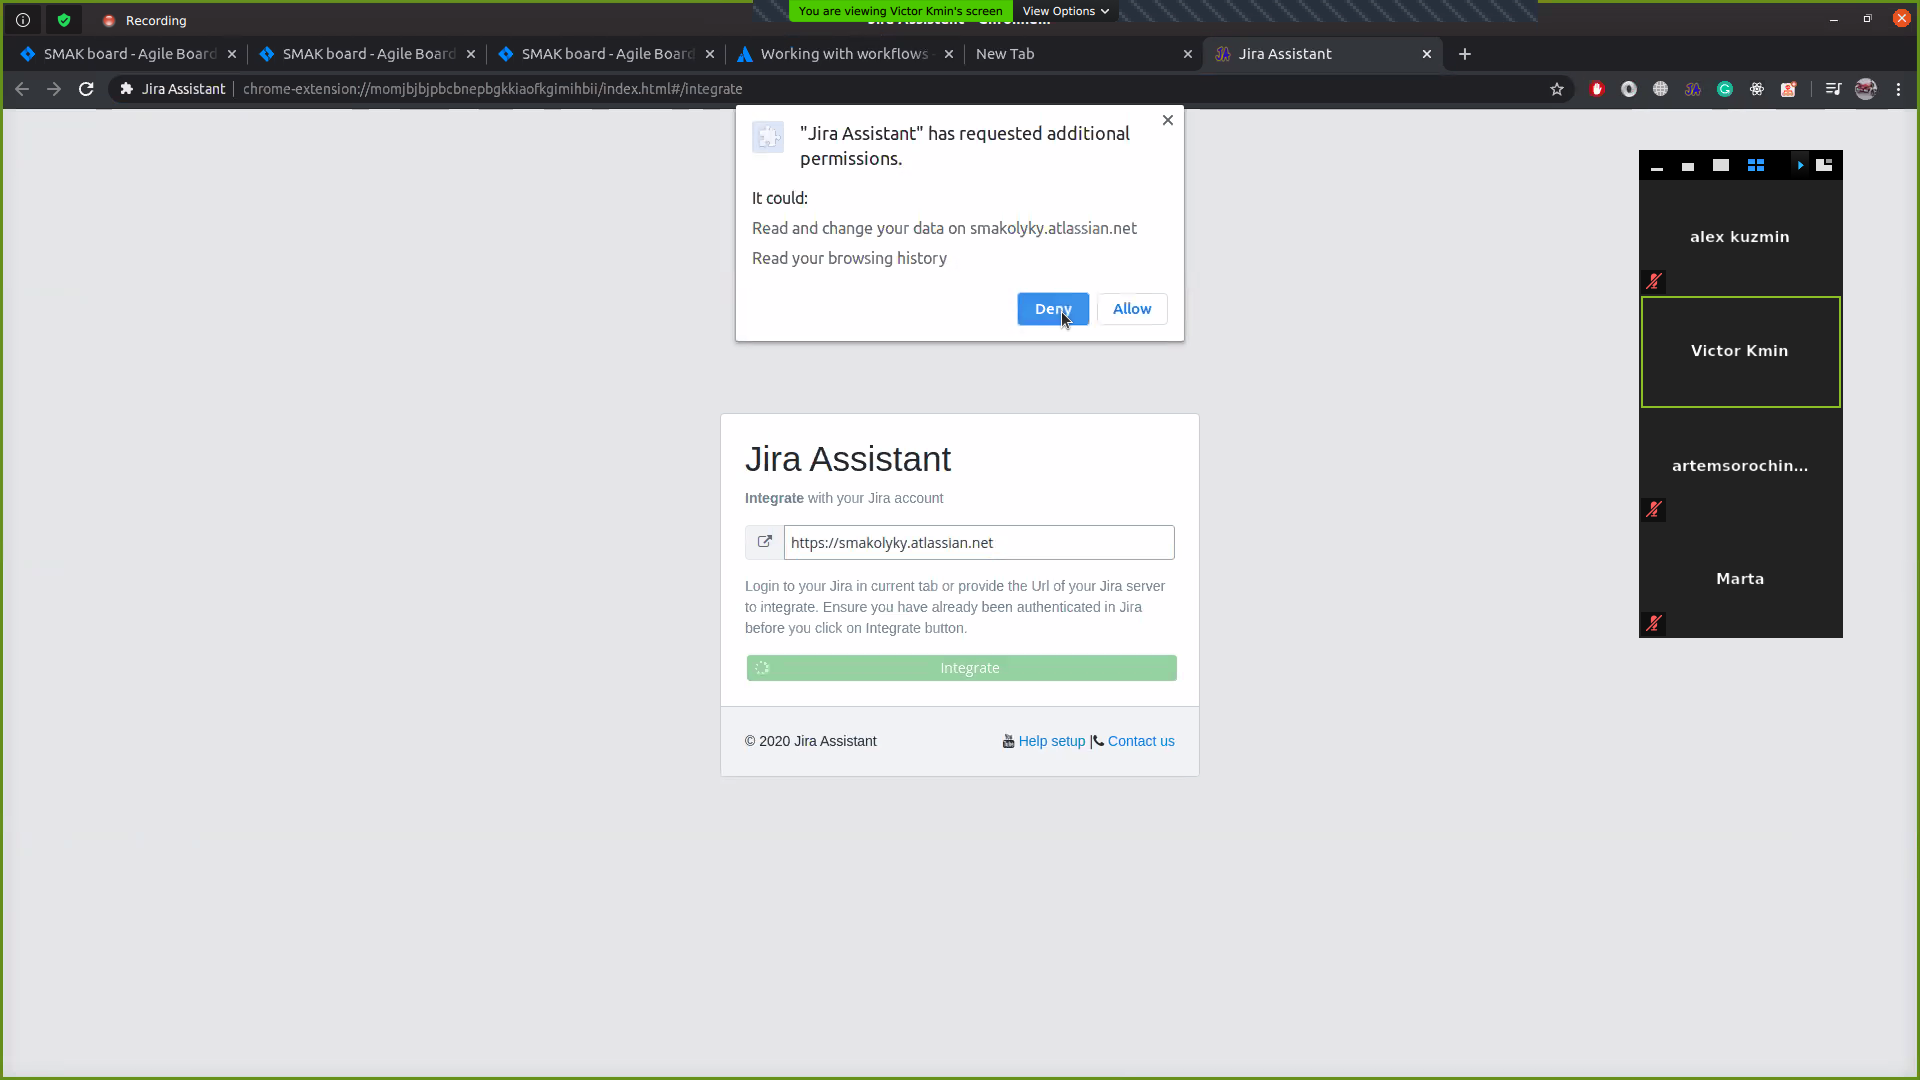 Recording
You are viewing Victor Kmin's screen
View Options
SMAK board - Agile Board
SMAK board - Agile Board
SMAK board - Agile Board
Working with workflows -
New Tab
Jira Assistant
Jira Assistant
chrome-extension://momjbjbjpbcbnepbgkkiaofkgimihbii/index.html#/integrate
"Jira Assistant" has requested additional
permissions.
It could:
Read and change your data on smakolyky.atlassian.net
Read your browsing history
Deny
Allow
alex kuzmin
Victor Kmin
artemsorochin...
Marta
Jira Assistant
Integrate with your Jira account
https://smakolyky.atlassian.net
Login to your Jira in current tab or provide the Url of your Jira server
to integrate. Ensure you have already been authenticated in Jira
before you click on Integrate button.
Integrate
© 2020 Jira Assistant
Help setup | Contact us